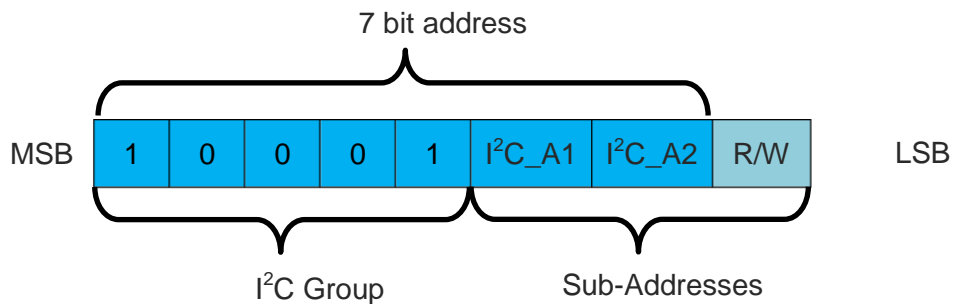 7 bit address
MSB 1 0 0 0 1 I²C_A1 I²C_A2 R/W LSB
I²C Group Sub-Addresses